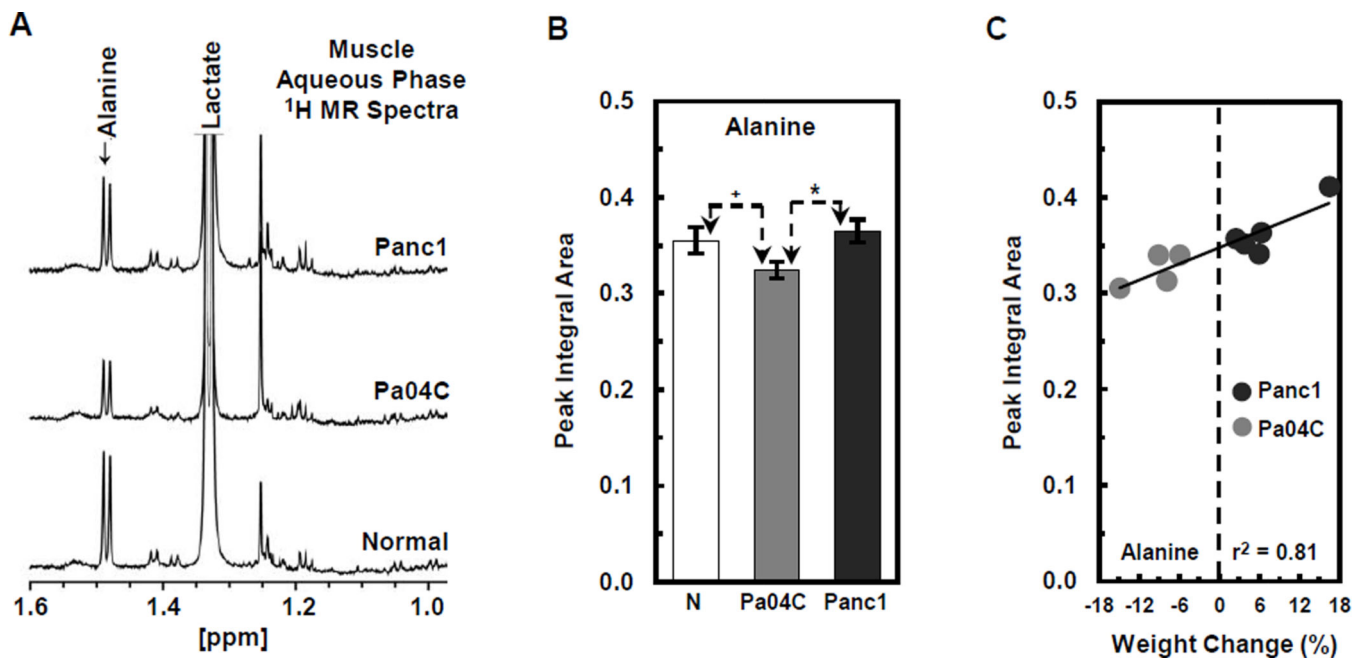 A
Alanine
Lactate
Muscle
Aqueous Phase
¹H MR Spectra
Panc1
Pa04C
Normal
1.6 1.4 1.2 1.0
[ppm]
B
Peak Integral Area
0.5
0.4
0.3
0.2
0.1
0.0
Alanine
+ *
N Pa04C Panc1
C
Peak Integral Area
0.5
0.4
0.3
0.2
0.1
0.0
Panc1
Pa04C
Alanine r² = 0.81
-18 -12 -6 0 6 12 18
Weight Change (%)